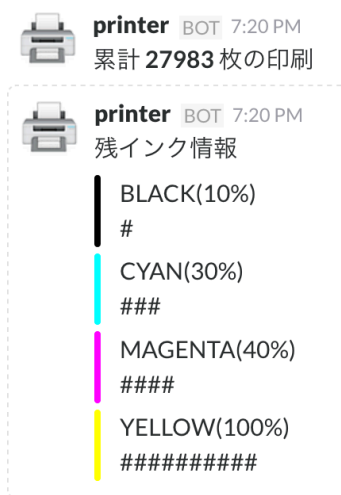 printer BOT 7:20 PM
累計 27983 枚の印刷
printer BOT 7:20 PM
残インク情報
BLACK(10%)
#
CYAN(30%)
###
MAGENTA(40%)
####
YELLOW(100%)
##########